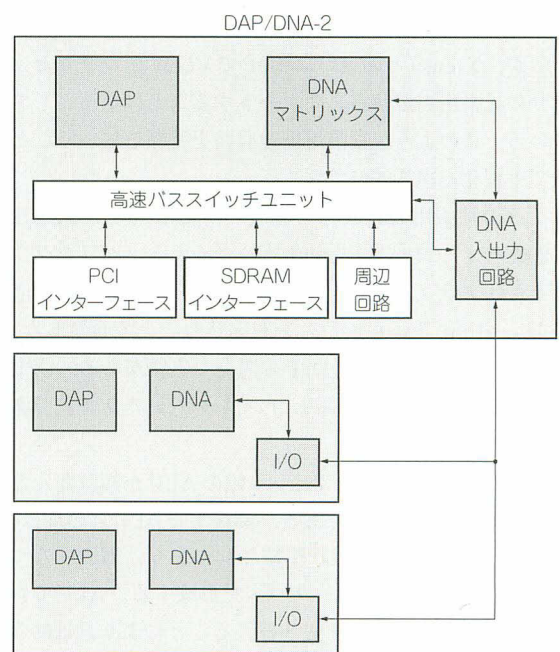 DAP/DNA-2
DAP
DNA
マトリックス
高速バススイッチユニット
DNA
入出力
回路
PCI
インターフェース
SDRAM
インターフェース
周辺
回路
DAP
DNA
I/O
DAP
DNA
I/O